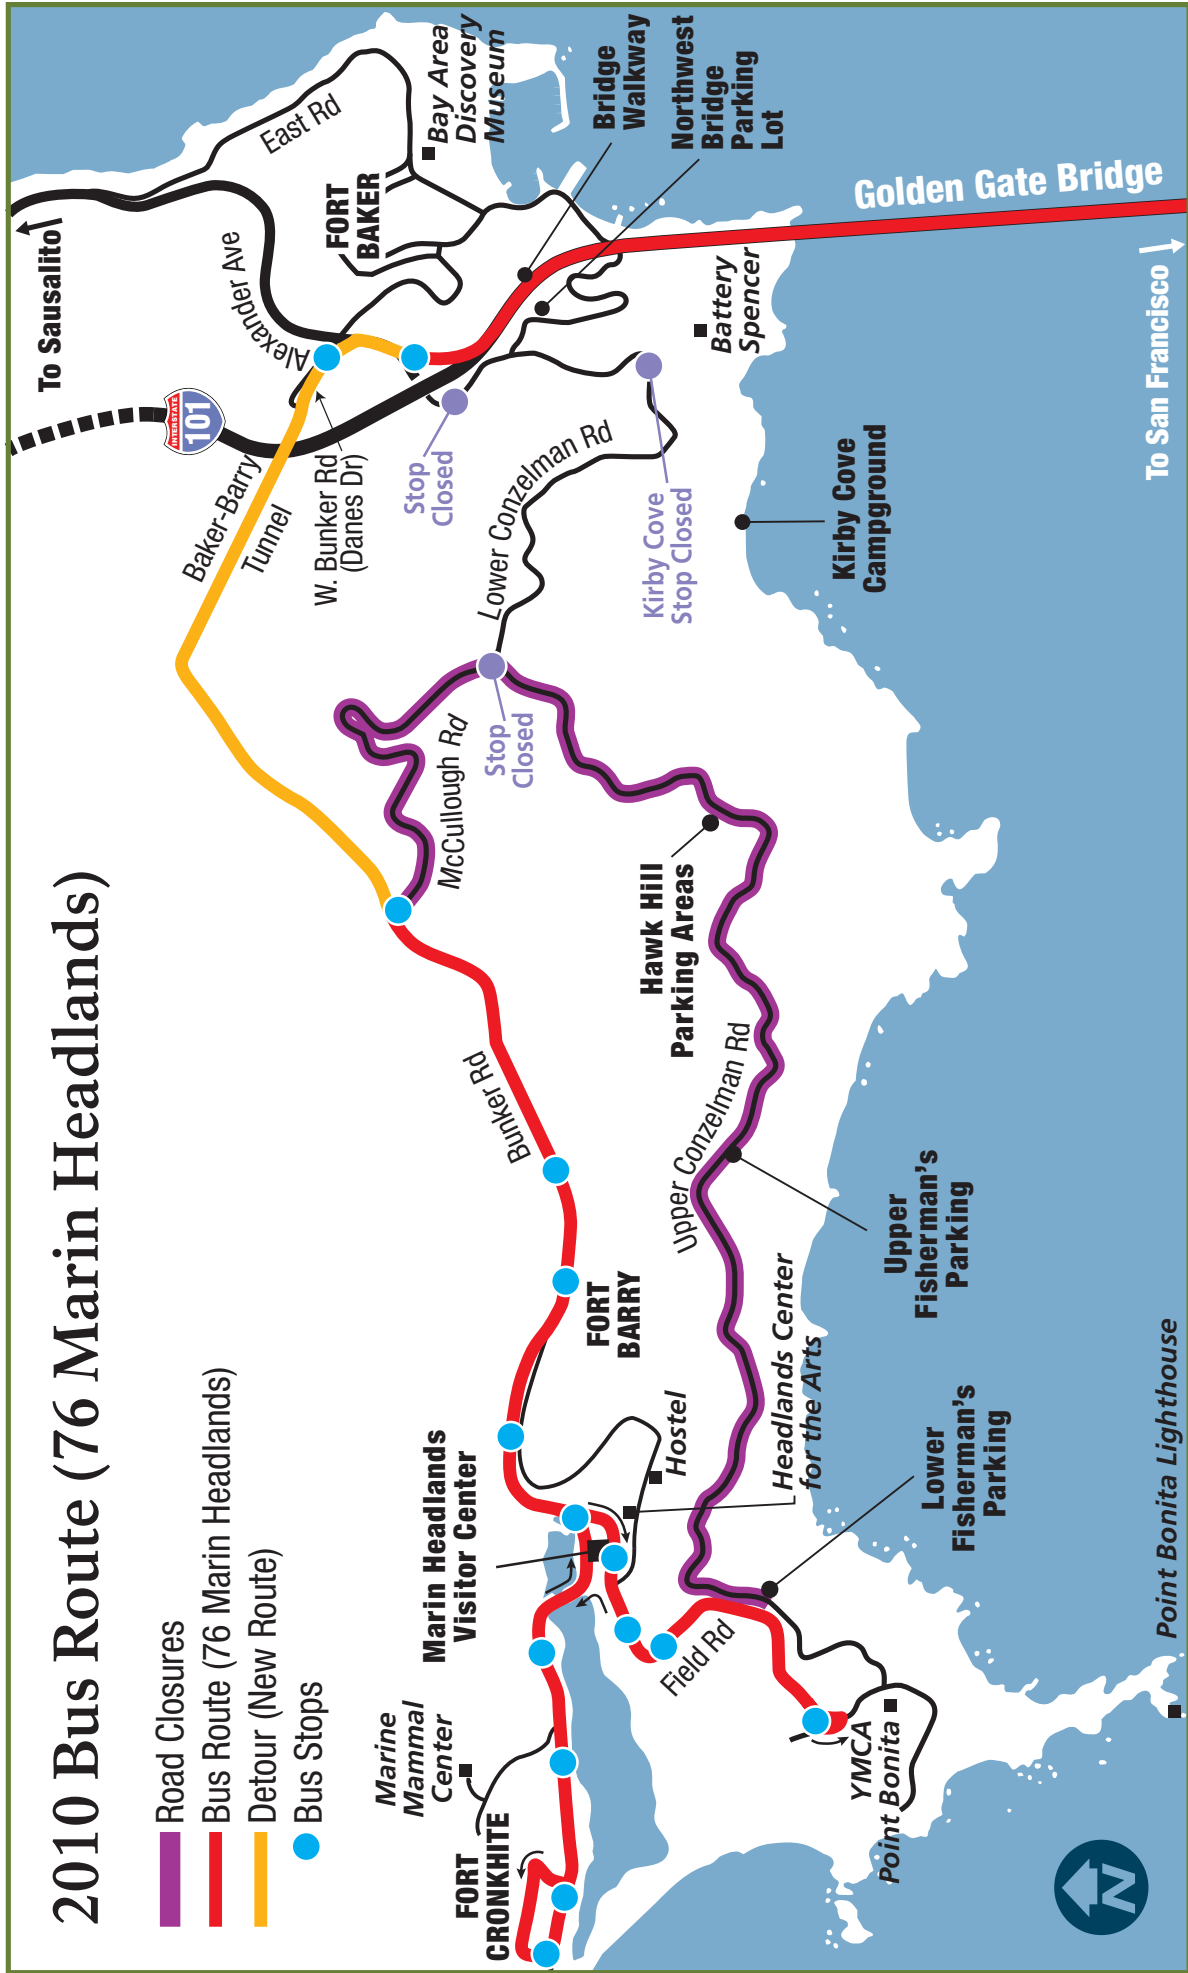 2010 Bus Route (76 Marin Headlands)
Road Closures
Bus Route (76 Marin Headlands)
Detour (New Route)
Bus Stops
To Sausalito
INTERSTATE
101
Alexander Ave
East Rd
FORT
BAKER
Bay Area
Discovery
Museum
Bridge
Walkway
Northwest
Bridge
Parking
Lot
Golden Gate Bridge
To San Francisco
Battery
Spencer
Baker-Barry
Tunnel
W. Bunker Rd
(Danes Dr)
Stop
Closed
Lower Conzelman Rd
Kirby Cove
Stop Closed
Kirby Cove
Campground
Stop
Closed
McCullough Rd
Hawk Hill
Parking Areas
Bunker Rd
Upper Conzelman Rd
Upper
Fisherman's
Parking
FORT
BARRY
Hostel
Headlands Center
for the Arts
Lower
Fisherman's
Parking
Marin Headlands
Visitor Center
Field Rd
Marine
Mammal
Center
FORT
CRONKHITE
YMCA
Point Bonita
Point Bonita Lighthouse
N